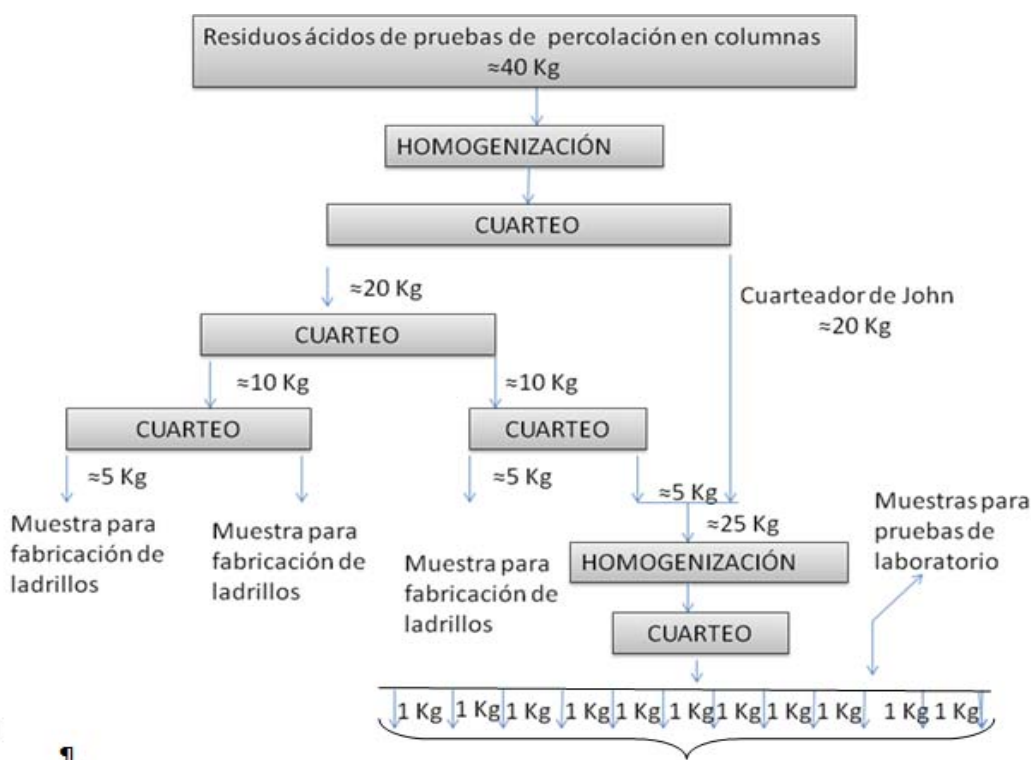 Residuos ácidos de pruebas de percolación en columnas
≈40 Kg
HOMOGENIZACIÓN
CUARTEO
≈20 Kg
Cuarteador de John
≈20 Kg
CUARTEO
≈10 Kg
≈10 Kg
CUARTEO
CUARTEO
≈5 Kg
≈5 Kg
≈5 Kg
≈25 Kg
Muestra para
fabricación de
ladrillos
Muestra para
fabricación de
ladrillos
Muestra para
fabricación de
ladrillos
Muestras para
pruebas de
laboratorio
HOMOGENIZACIÓN
CUARTEO
1 Kg 1 Kg 1 Kg 1 Kg 1 Kg 1 Kg 1 Kg 1 Kg 1 Kg 1 Kg 1 Kg
¶